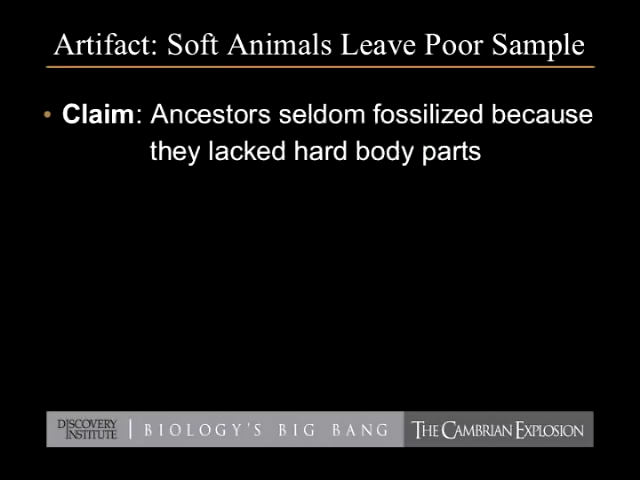 Artifact: Soft Animals Leave Poor Sample
• Claim: Ancestors seldom fossilized because
they lacked hard body parts
DISCOVERY
INSTITUTE
BIOLOGY'S BIG BANG
THE CAMBRIAN EXPLOSION